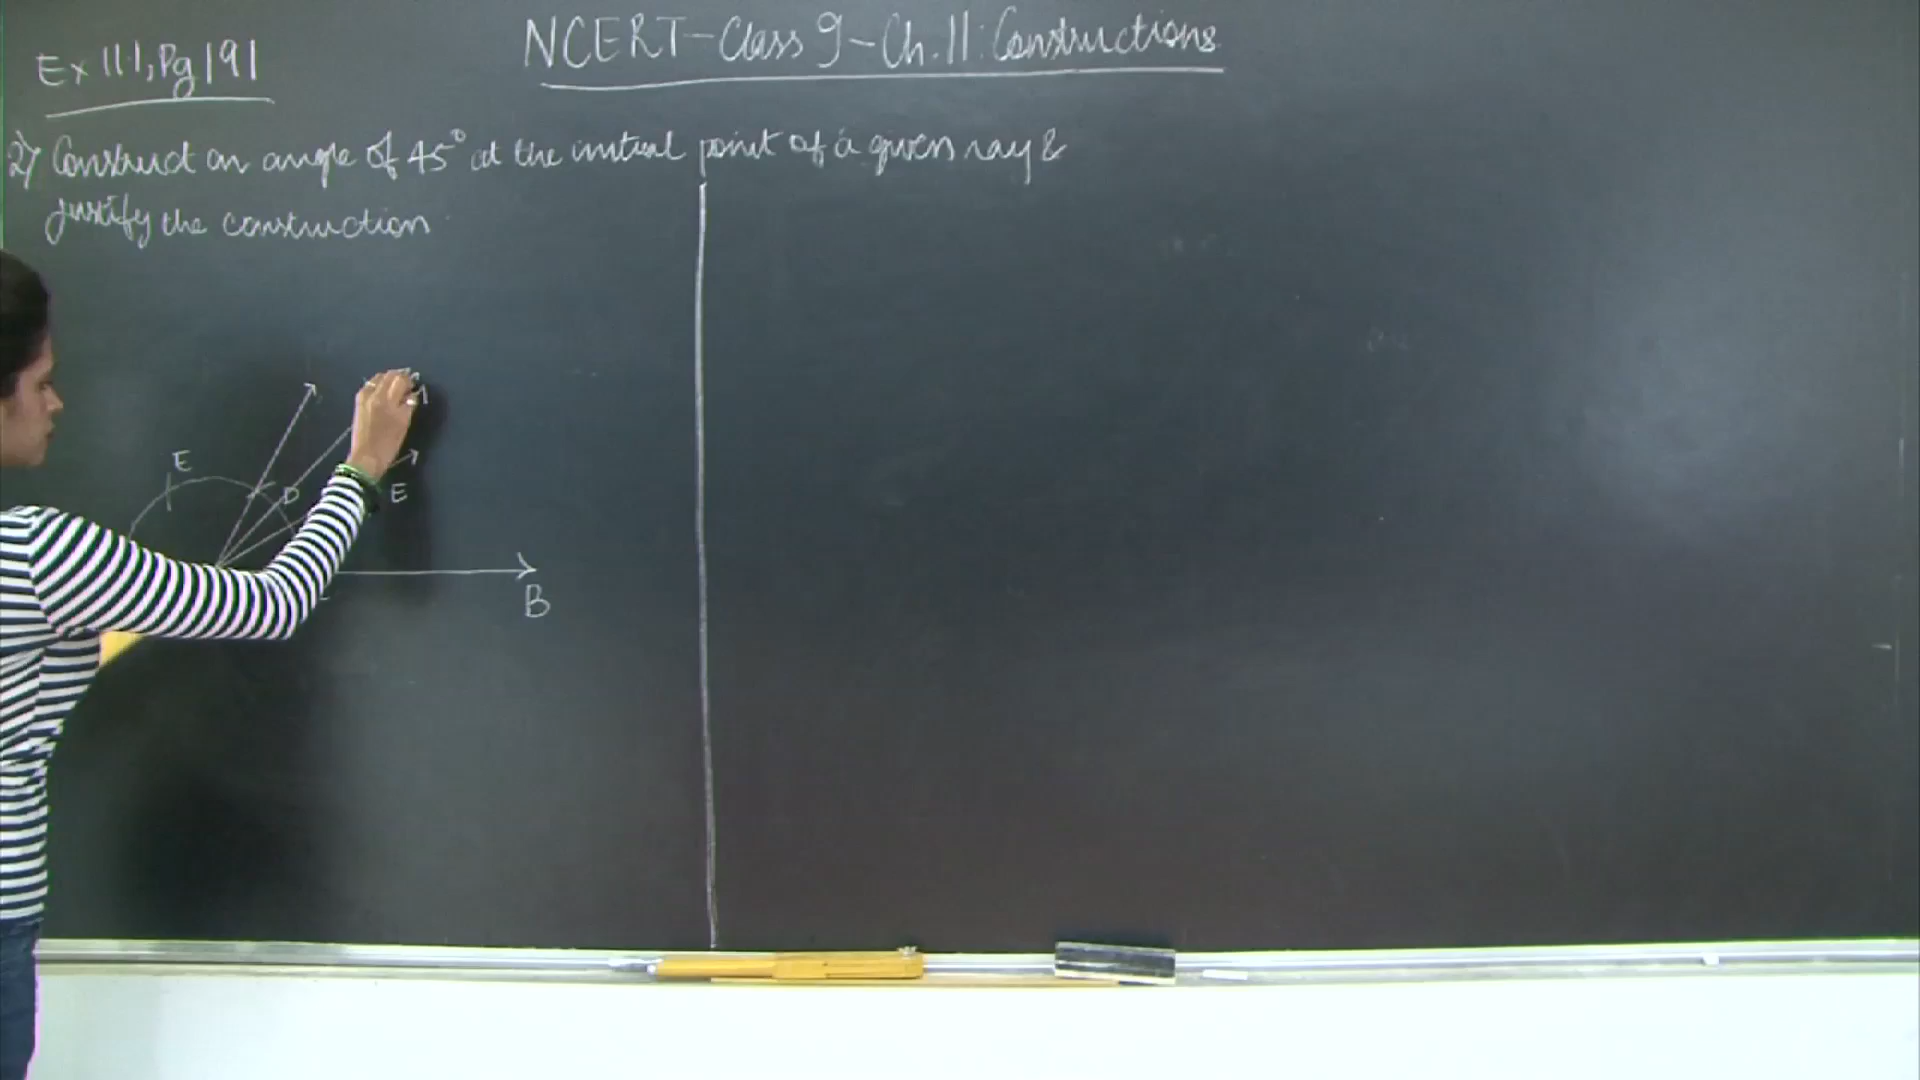 NCERT-Class 9-Ch.11: Constructions
Ex 11.1, Pg 191
2) Construct an angle of 45° at the initial point of a given ray &
justify the construction
E
D
E
B